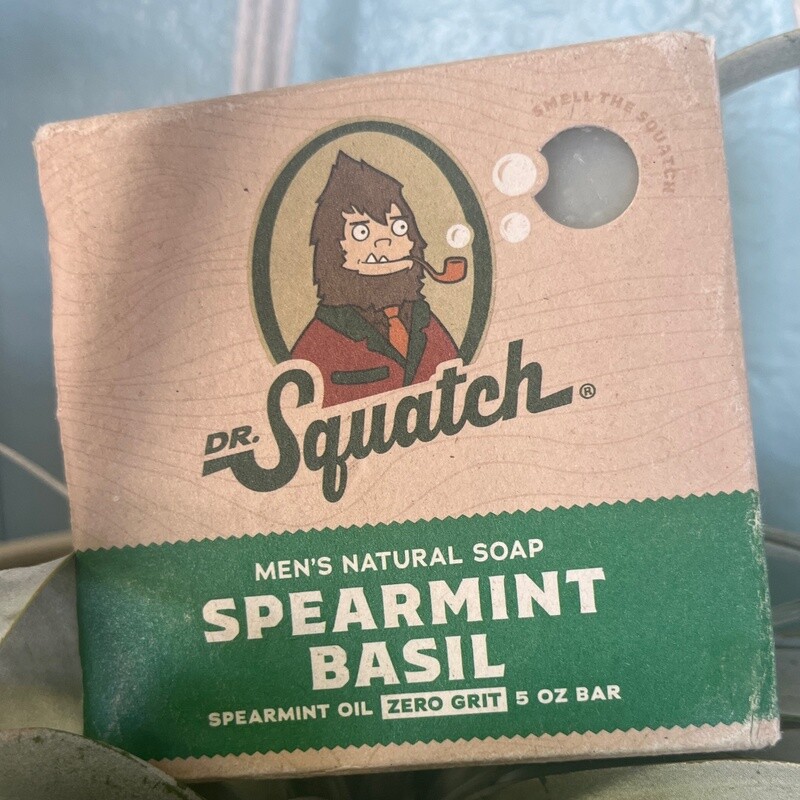 SMELL THE SQUATCH
DR. Squatch®
MEN'S NATURAL SOAP
SPEARMINT
BASIL
SPEARMINT OIL ZERO GRIT 5 OZ BAR